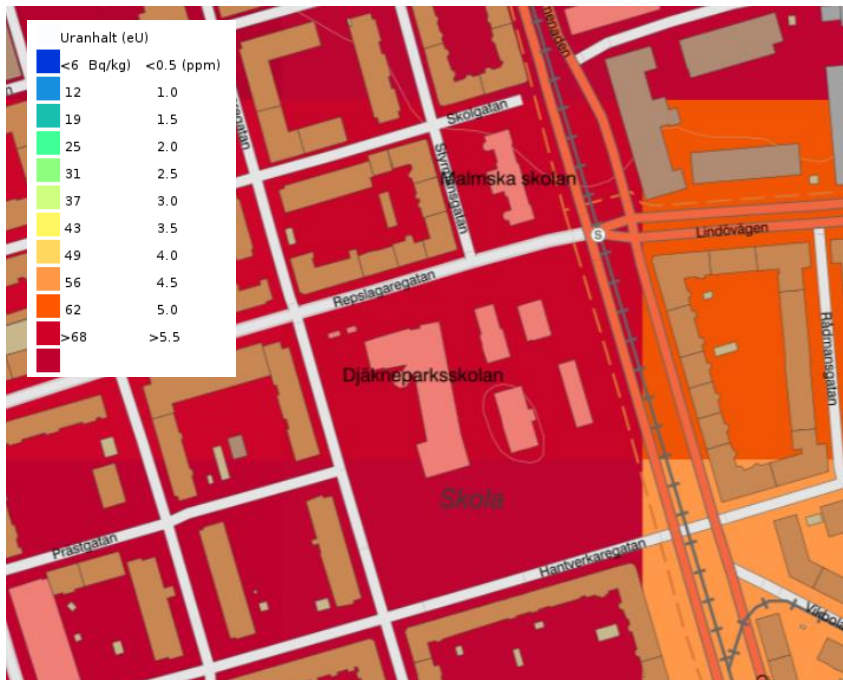 Uranhalt (eU)
<6 Bq/kg) <0.5 (ppm)
12 1.0
19 1.5
25 2.0
31 2.5
37 3.0
43 3.5
49 4.0
56 4.5
62 5.0
>68 >5.5
Skolgatan
Styrmansgatan
Malmska skolan
S
Lindövägen
Repslagaregatan
Rådmansgatan
Djäkneparksskolan
Skola
Prästgatan
Hantverkaregatan